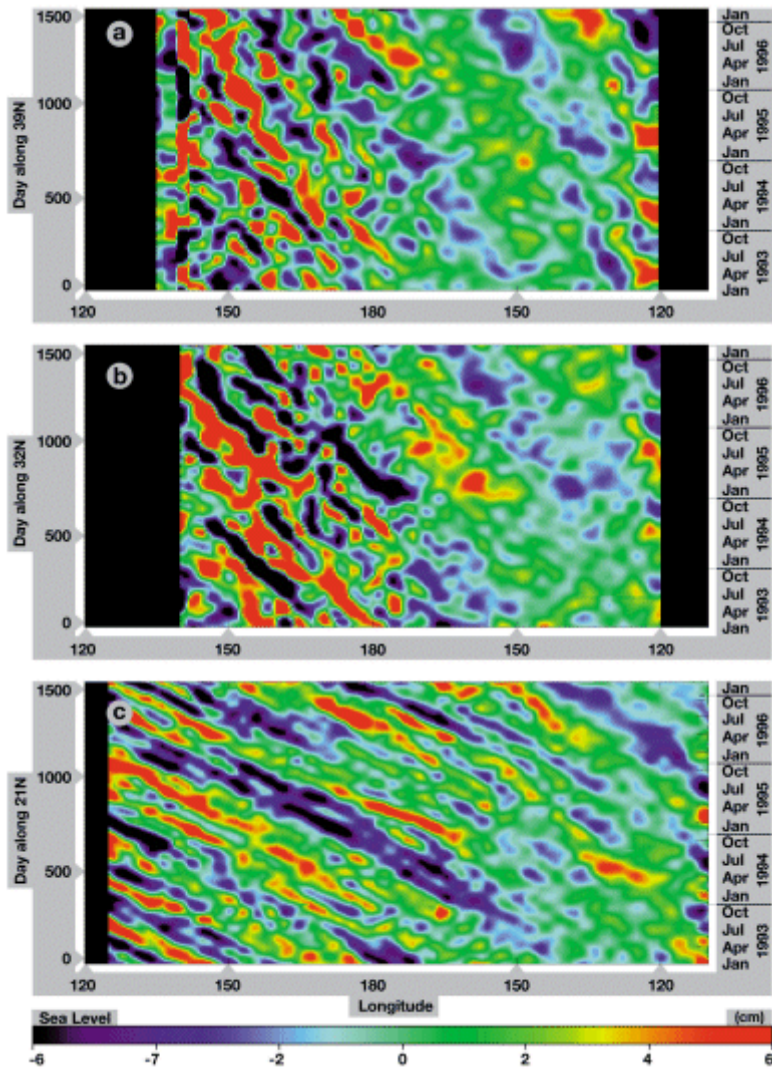 a
Day along 39N
1500
1000
500
0
120 150 180 150 120
Jan
Oct
Jul
Apr
Jan
1996
Oct
Jul
Apr
Jan
1995
Oct
Jul
Apr
Jan
1994
Oct
Jul
Apr
Jan
1993
b
Day along 32N
1500
1000
500
0
120 150 180 150 120
Jan
Oct
Jul
Apr
Jan
1996
Oct
Jul
Apr
Jan
1995
Oct
Jul
Apr
Jan
1994
Oct
Jul
Apr
Jan
1993
c
Day along 21N
1500
1000
500
0
120 150 180 150 120
Jan
Oct
Jul
Apr
Jan
1996
Oct
Jul
Apr
Jan
1995
Oct
Jul
Apr
Jan
1994
Oct
Jul
Apr
Jan
1993
Longitude
Sea Level (cm)
-6 -7 -2 0 2 4 6